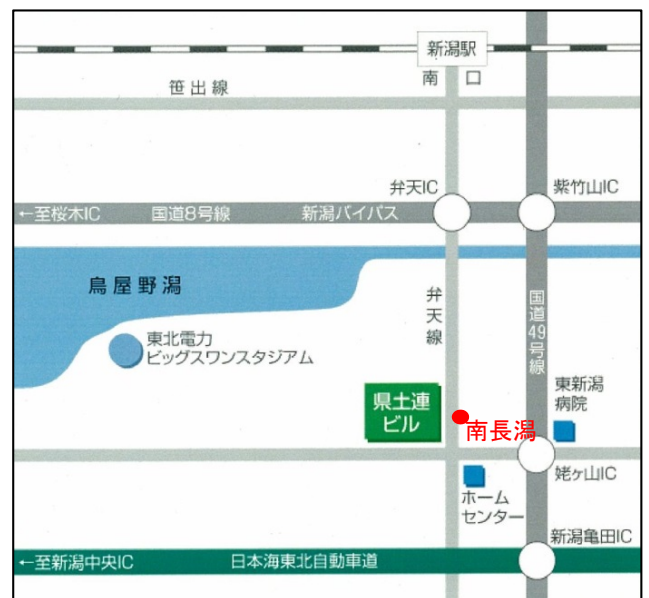 新潟駅
南口
笹出線
弁天IC
紫竹山IC
←至桜木IC 国道8号線 新潟バイパス
鳥屋野潟
弁天線
国道49号線
東北電力
ビッグスワンスタジアム
東新潟
病院
県土連
ビル
南長潟
姥ヶ山IC
ホーム
センター
新潟亀田IC
←至新潟中央IC 日本海東北自動車道